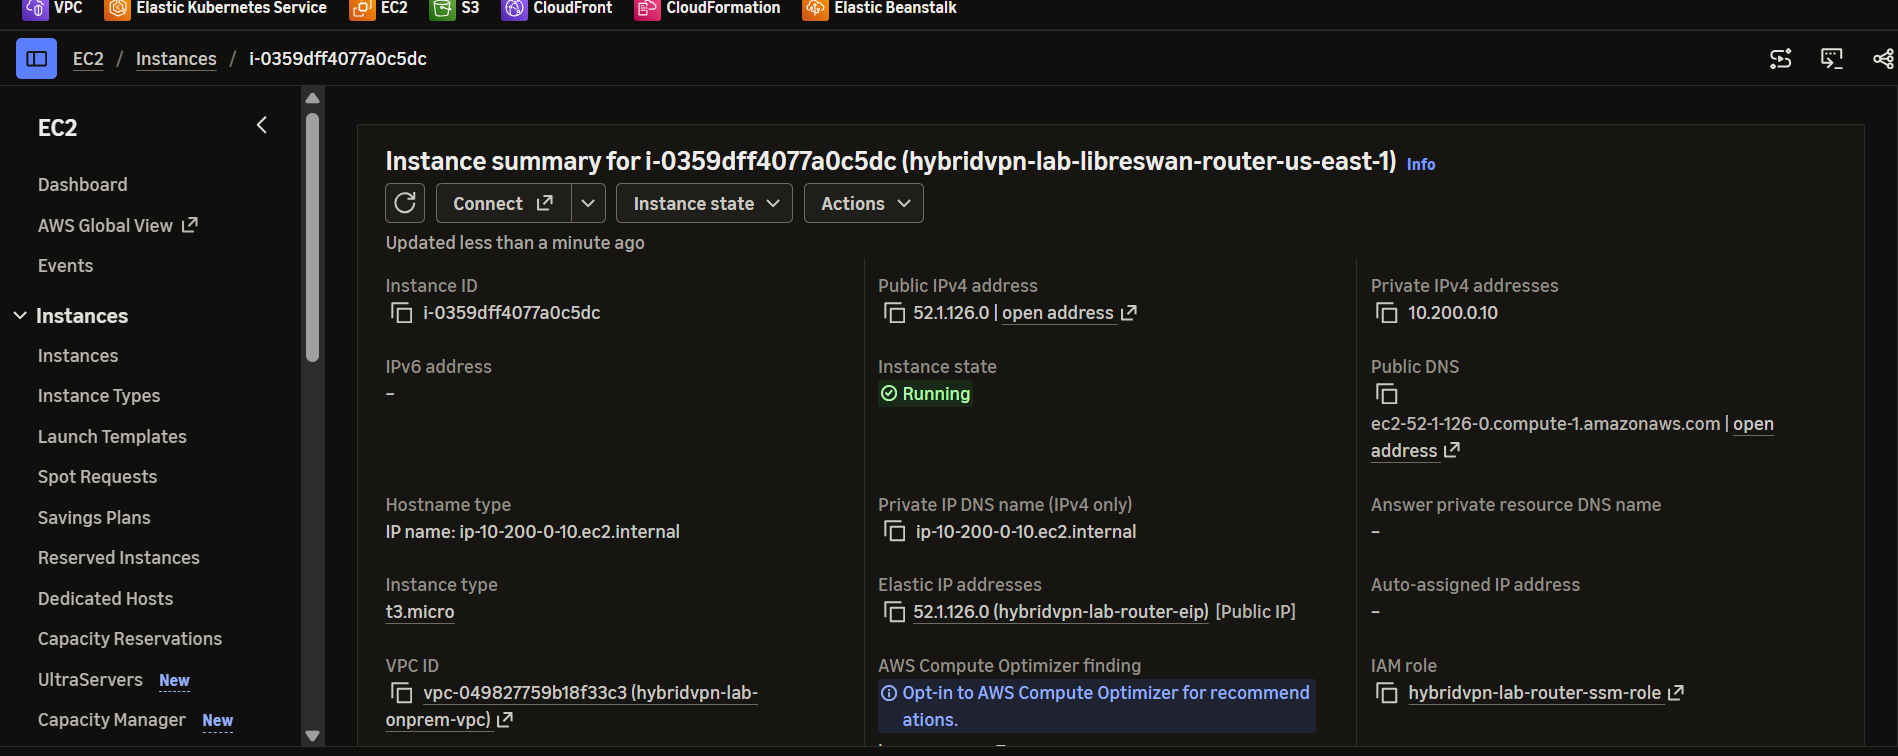 VPC Elastic Kubernetes Service EC2 S3 CloudFront CloudFormation Elastic Beanstalk
EC2 / Instances / i-0359dff4077a0c5dc
EC2
Dashboard
AWS Global View
Events
Instances
Instances
Instance Types
Launch Templates
Spot Requests
Savings Plans
Reserved Instances
Dedicated Hosts
Capacity Reservations
UltraServers New
Capacity Manager New
Instance summary for i-0359dff4077a0c5dc (hybridvpn-lab-libreswan-router-us-east-1) Info
Connect Instance state Actions
Updated less than a minute ago
Instance ID
i-0359dff4077a0c5dc
Public IPv4 address
52.1.126.0 | open address
Private IPv4 addresses
10.200.0.10
IPv6 address
–
Instance state
Running
Public DNS
ec2-52-1-126-0.compute-1.amazonaws.com | open
address
Hostname type
IP name: ip-10-200-0-10.ec2.internal
Private IP DNS name (IPv4 only)
ip-10-200-0-10.ec2.internal
Answer private resource DNS name
–
Instance type
t3.micro
Elastic IP addresses
52.1.126.0 (hybridvpn-lab-router-eip) [Public IP]
Auto-assigned IP address
–
VPC ID
vpc-049827759b18f33c3 (hybridvpn-lab-
onprem-vpc)
AWS Compute Optimizer finding
Opt-in to AWS Compute Optimizer for recommend
ations.
IAM role
hybridvpn-lab-router-ssm-role